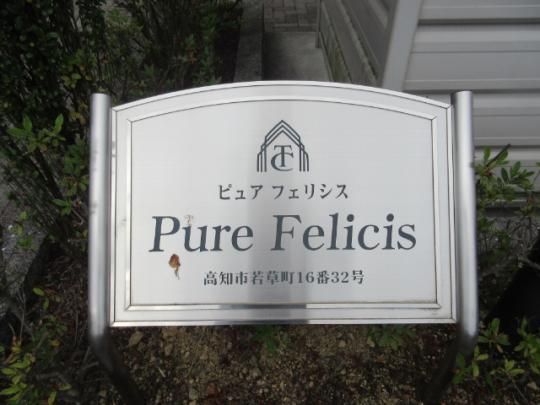 TC
ピュア フェリシス
Pure Felicis
高知市若草町16番32号